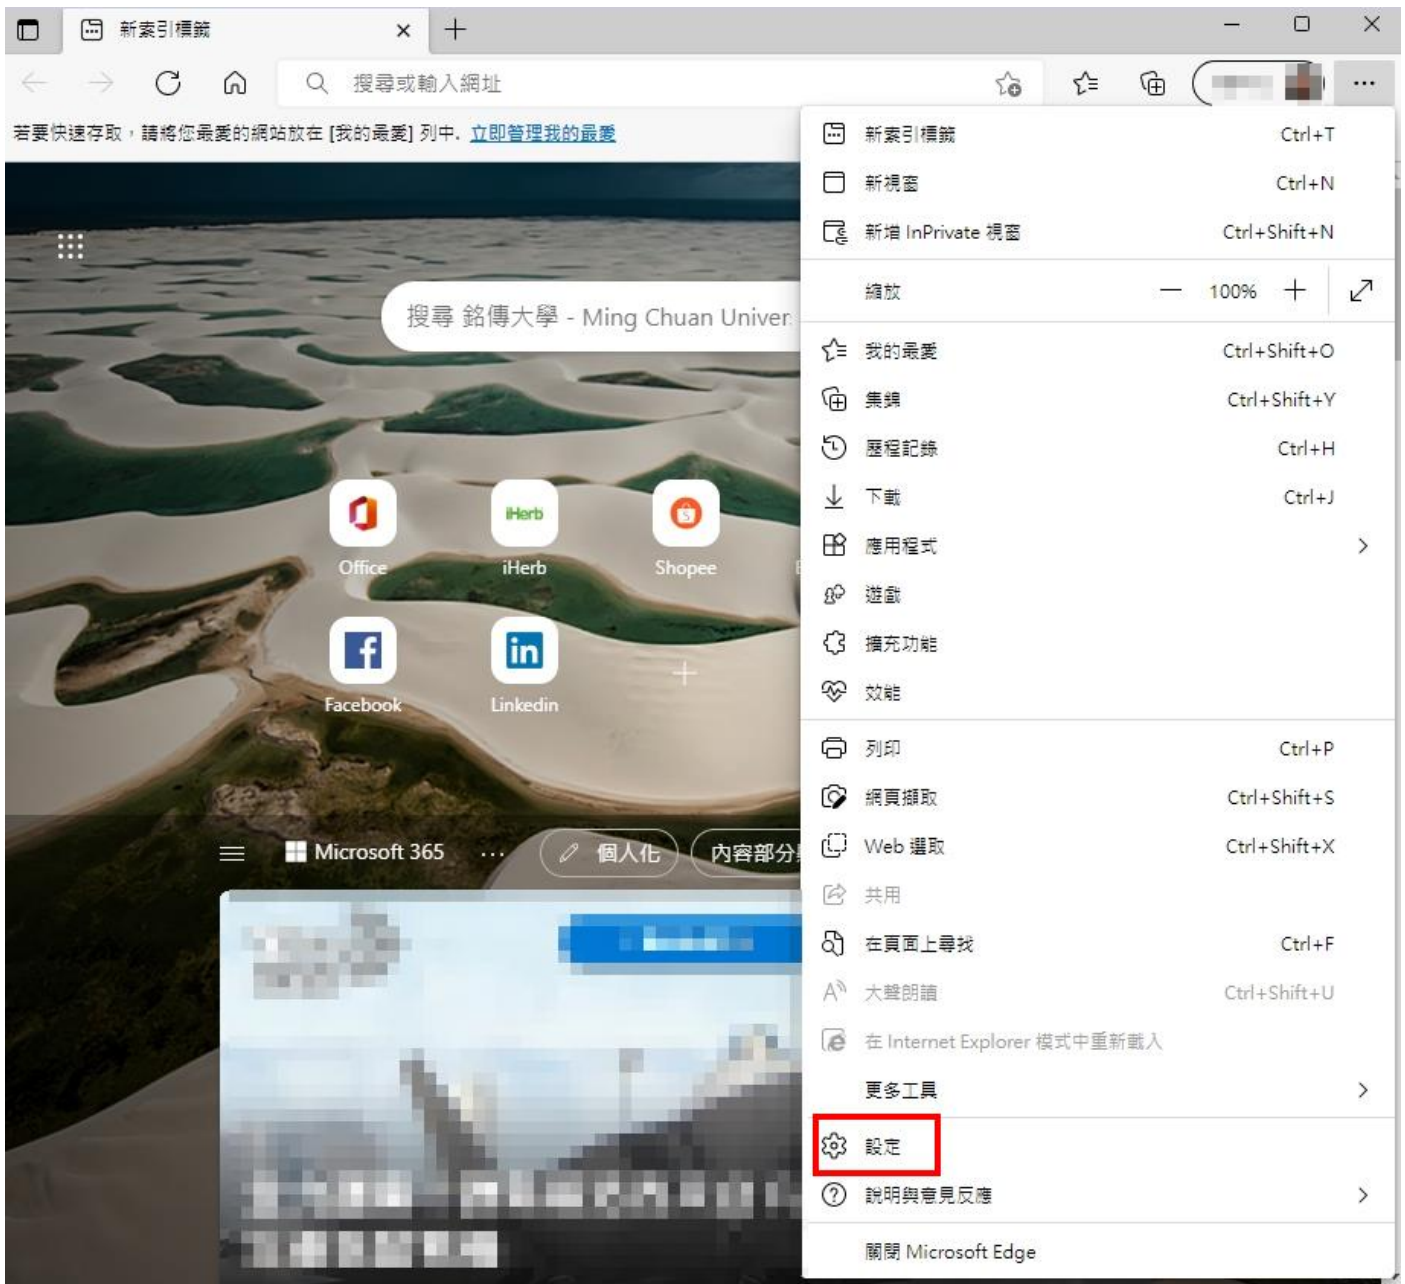 新索引標籤
搜尋或輸入網址
若要快速存取，請將您最愛的網站放在 [我的最愛] 列中. 立即管理我的最愛
新索引標籤 Ctrl+T
新視窗 Ctrl+N
新增 InPrivate 視窗 Ctrl+Shift+N
縮放 — 100% +
搜尋 銘傳大學 - Ming Chuan Univer
我的最愛 Ctrl+Shift+O
集錦 Ctrl+Shift+Y
歷程記錄 Ctrl+H
下載 Ctrl+J
應用程式
遊戲
擴充功能
效能
iHerb
Office iHerb Shopee
Facebook Linkedin
列印 Ctrl+P
網頁擷取 Ctrl+Shift+S
Web 選取 Ctrl+Shift+X
共用
在頁面上尋找 Ctrl+F
大聲朗讀 Ctrl+Shift+U
在 Internet Explorer 模式中重新載入
更多工具
設定
說明與意見反應
關閉 Microsoft Edge
Microsoft 365 ... 個人化 內容部分